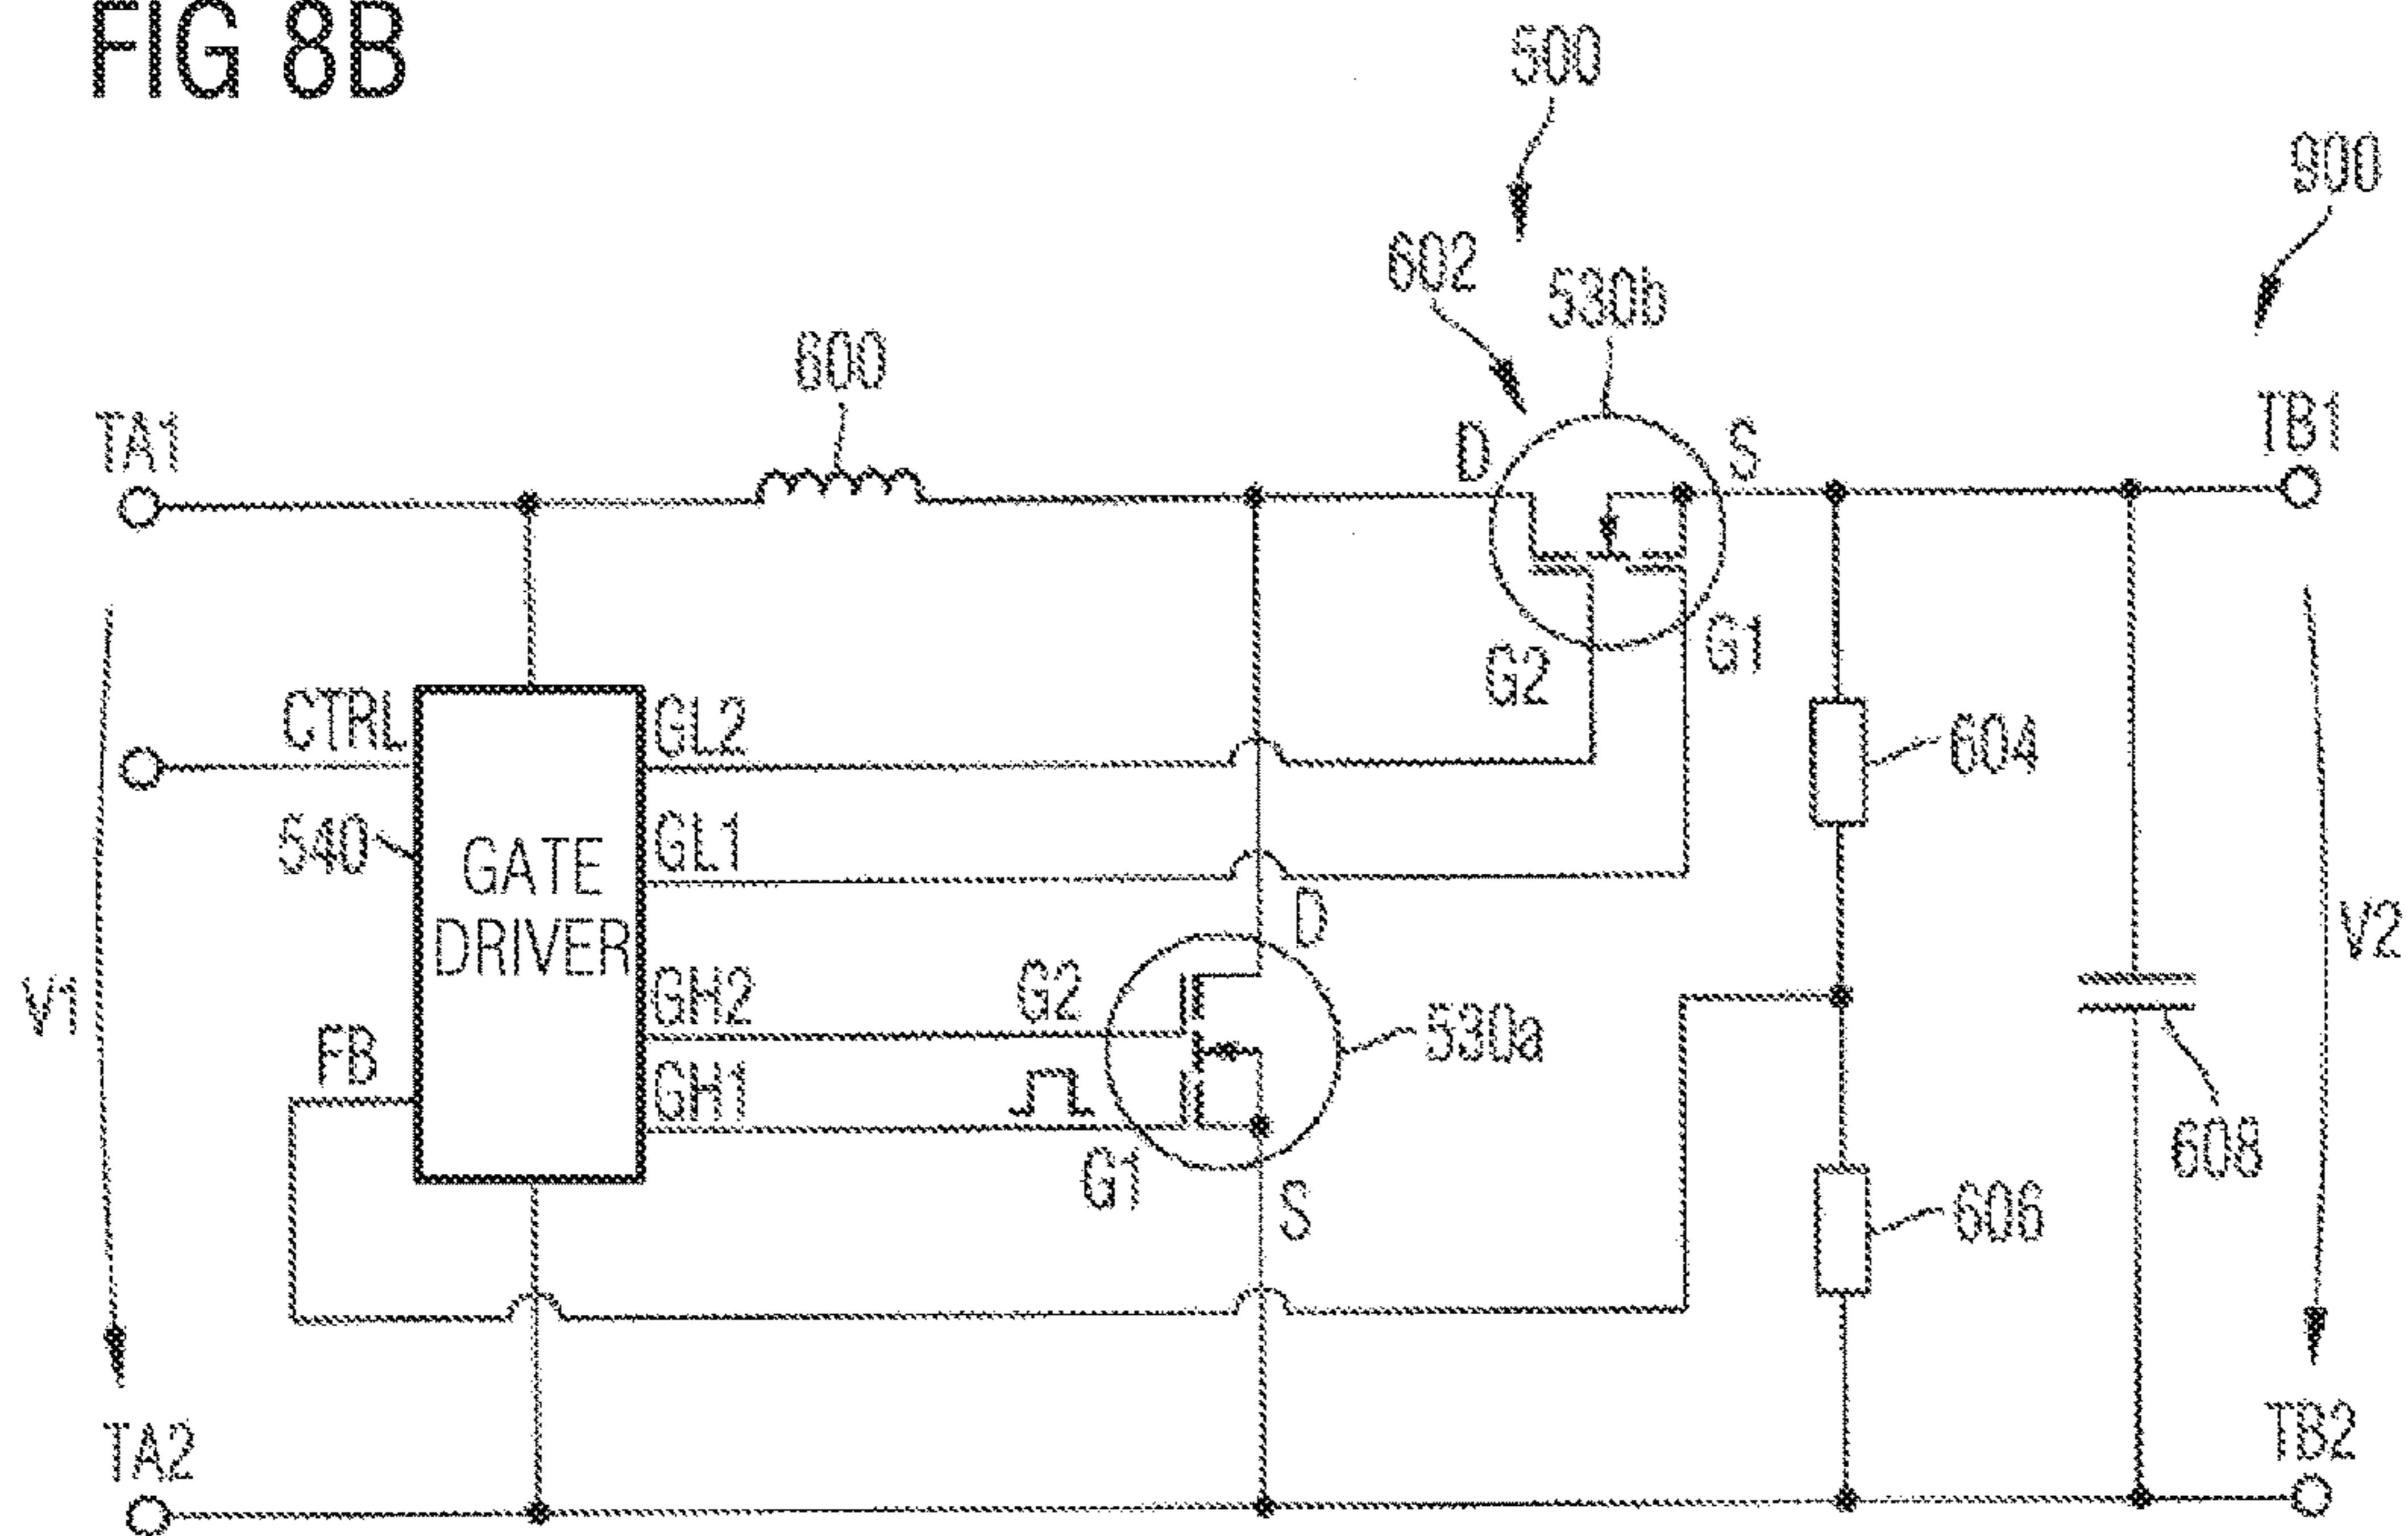 FIG 8B
500
900
602
530b
600
TA1
D
S
TB1
G2
G1
CTRL
GL2
604
540
GATE
DRIVER
GL1
D
V1
V2
GH2
G2
530a
FB
GH1
G1
608
S
606
TA2
TB2